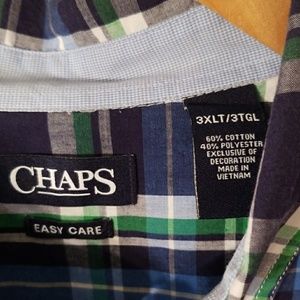 CHAPS
EASY CARE
3XLT/3TGL
60% COTTON
40% POLYESTER
EXCLUSIVE OF
DECORATION
MADE IN
VIETNAM